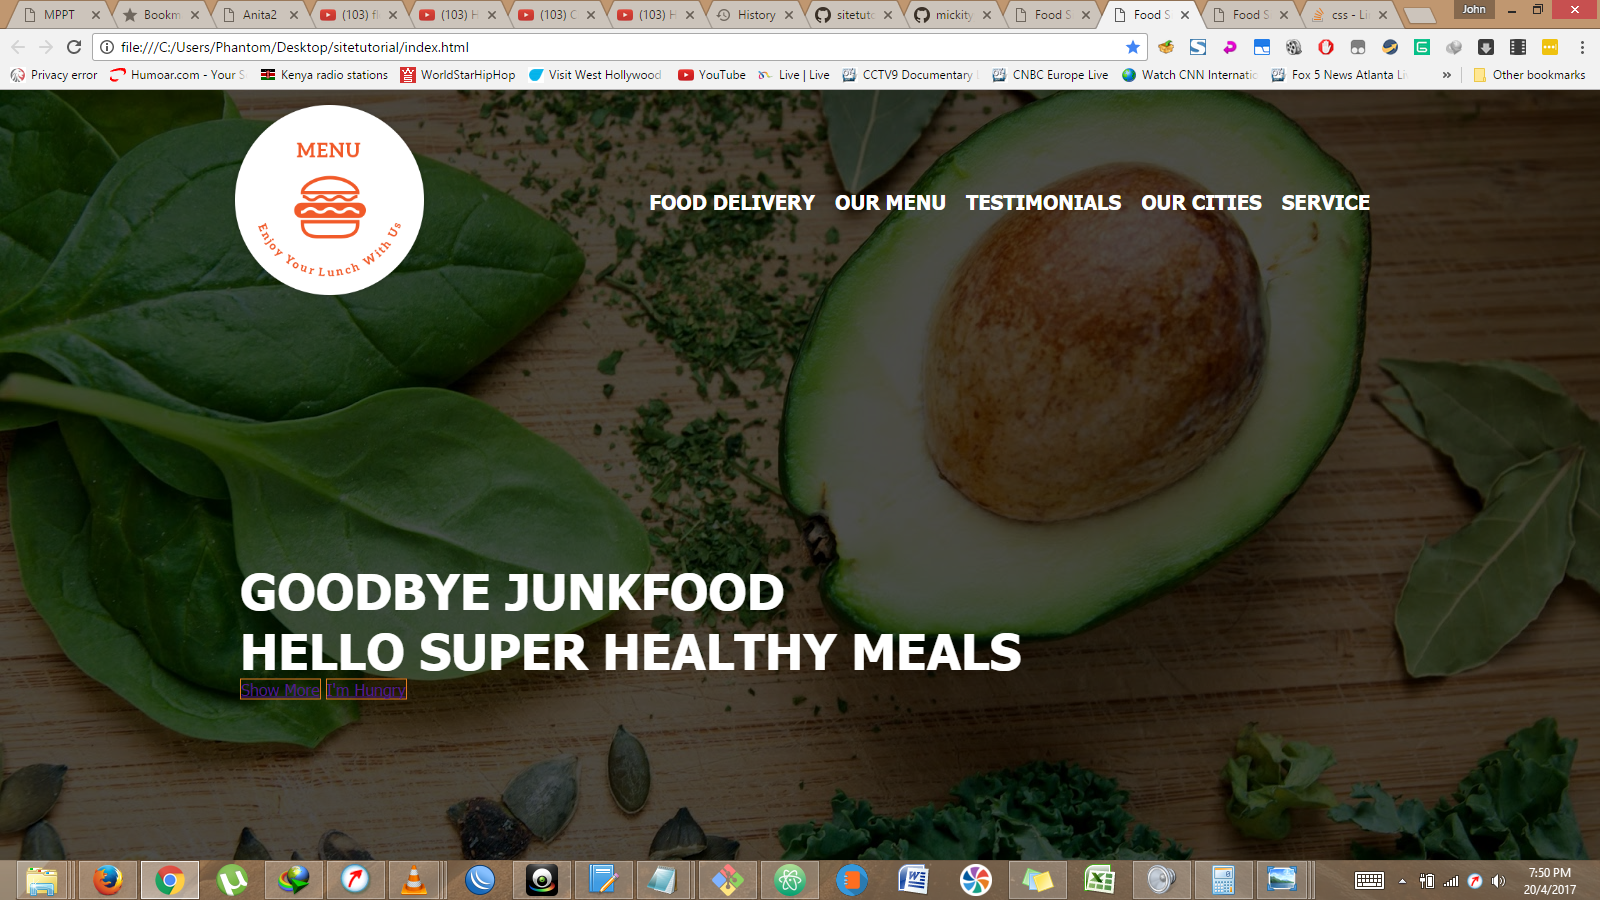 MPPT
Bookm
Anita2
(103) fl
(103) H
(103) C
(103) H
History
sitetuto
mickity
Food S
Food S
Food S
css - Li
John
file:///C:/Users/Phantom/Desktop/sitetutorial/index.html
Privacy error
Humoar.com - Your S
Kenya radio stations
WorldStarHipHop
Visit West Hollywood
YouTube
Live | Live
CCTV9 Documentary
CNBC Europe Live
Watch CNN Internatic
Fox 5 News Atlanta Li
»
Other bookmarks
MENU
Enjoy Your Lunch With Us
FOOD DELIVERY OUR MENU TESTIMONIALS OUR CITIES SERVICE
GOODBYE JUNKFOOD
HELLO SUPER HEALTHY MEALS
Show More I'm Hungry
7:50 PM
20/4/2017